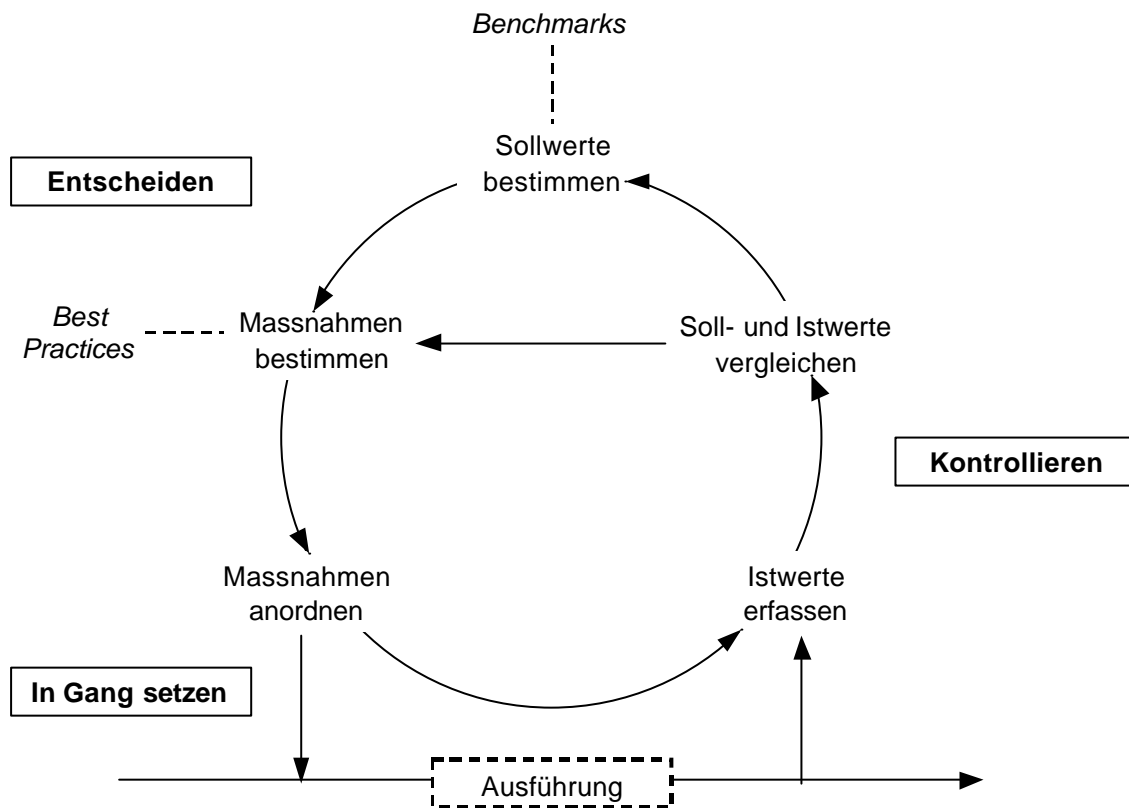 Benchmarks
Sollwerte
bestimmen
Entscheiden
Best
Practices
Massnahmen
bestimmen
Soll- und Istwerte
vergleichen
Kontrollieren
Massnahmen
anordnen
Istwerte
erfassen
In Gang setzen
Ausführung